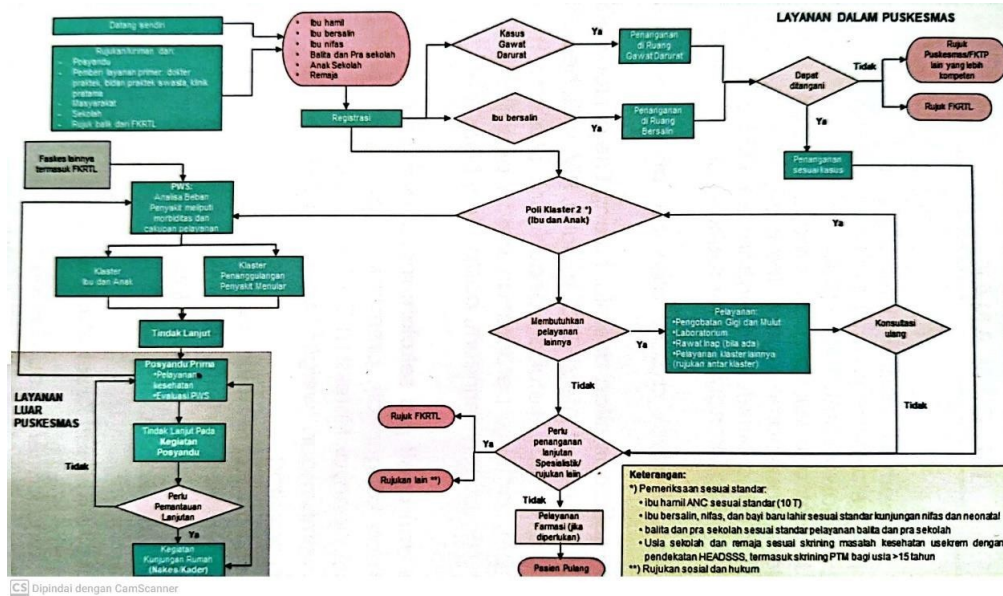 LAYANAN DALAM PUSKESMAS
Datang sendiri
Rujukan/kiriman dari:
- Posyandu
- Pemberi layanan primer: dokter
praktek, bidan praktek swasta, klinik
pratama
- Masyarakat
- Sekolah
- Rujuk balik dari FKRTL
• Ibu hamil
• Ibu bersalin
• Ibu nifas
• Balita dan Pra sekolah
• Anak Sekolah
• Remaja
Registrasi
Kasus
Gawat
Darurat
Ya
Penanganan
di Ruang
Gawat Darurat
Ibu bersalin
Ya
Penanganan
di Ruang
Bersalin
Dapat
ditangani
Tidak
Rujuk
Puskesmas/FKTP
lain yang lebih
kompeten
Rujuk FKRTL
Ya
Penanganan
sesuai kasus
Faskes lainnya
termasuk FKRTL
PWS:
Analisa Beban
Penyakit meliputi
morbiditas dan
cakupan pelayanan
Poli Klaster 2 *)
(Ibu dan Anak)
Ya
Klaster
Ibu dan Anak
Klaster
Penanggulangan
Penyakit Menular
Tindak Lanjut
Membutuhkan
pelayanan
lainnya
Ya
Pelayanan:
•Pengobatan Gigi dan Mulut
•Laboratorium
•Rawat Inap (bila ada)
•Pelayanan klaster lainnya
(rujukan antar klaster)
Konsultasi
ulang
Tidak
Tidak
LAYANAN
LUAR
PUSKESMAS
Posyandu Prima
•Pelayanan
kesehatan
•Evaluasi PWS
Tindak Lanjut Pada
Kegiatan
Posyandu
Tidak
Perlu
Pemantauan
Lanjutan
Ya
Kegiatan
Kunjungan Rumah
(Nakes/Kader)
Rujuk FKRTL
Ya
Rujukan lain **)
Perlu
penanganan
lanjutan
Spesialistik/
rujukan lain
Tidak
Pelayanan
Farmasi (jika
diperlukan)
Pasien Pulang
Keterangan:
*) Pemeriksaan sesuai standar:
• ibu hamil ANC sesuai standar (10 T)
• Ibu bersalin, nifas, dan bayi baru lahir sesuai standar kunjungan nifas dan neonatal
• balita dan pra sekolah sesuai standar pelayanan balita dan pra sekolah
• Usia sekolah dan remaja sesuai skrining masalah kesehatan usekrem dengan
pendekatan HEADSSS, termasuk skrining PTM bagi usia >15 tahun
**) Rujukan sosial dan hukum
CS Dipindai dengan CamScanner